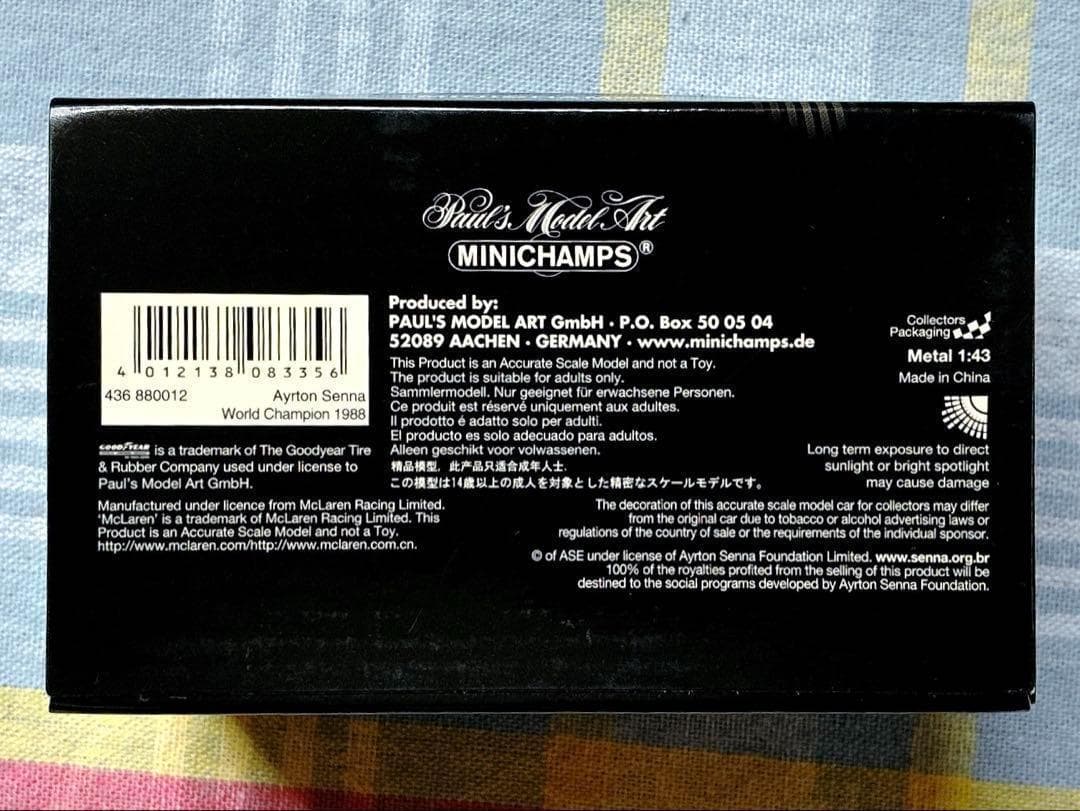 Paul's Model Art
MINICHAMPS®
4 012138 083356
436 880012 Ayrton Senna
World Champion 1988
Produced by:
PAUL'S MODEL ART GmbH · P.O. Box 50 05 04
52089 AACHEN · GERMANY · www.minichamps.de
This Product is an Accurate Scale Model and not a Toy.
The product is suitable for adults only.
Sammlermodell. Nur geeignet für erwachsene Personen.
Ce produit est réservé uniquement aux adultes.
Il prodotto é adatto solo per adulti.
El producto es solo adecuado para adultos.
Alleen geschikt voor volwassenen.
精品模型，此产品只适合成年人士.
この模型は14歳以上の成人を対象とした精密なスケールモデルです。
Collectors
Packaging
Metal 1:43
Made in China
Long term exposure to direct
sunlight or bright spotlight
may cause damage
GOODYEAR is a trademark of The Goodyear Tire
& Rubber Company used under license to
Paul's Model Art GmbH.
Manufactured under licence from McLaren Racing Limited.
'McLaren' is a trademark of McLaren Racing Limited. This
Product is an Accurate Scale Model and not a Toy.
http://www.mclaren.com/http://www.mclaren.com.cn.
The decoration of this accurate scale model car for collectors may differ
from the original car due to tobacco or alcohol advertising laws or
regulations of the country of sale or the requirements of the individual sponsor.
© of ASE under license of Ayrton Senna Foundation Limited. www.senna.org.br
100% of the royalties profited from the selling of this product will be
destined to the social programs developed by Ayrton Senna Foundation.